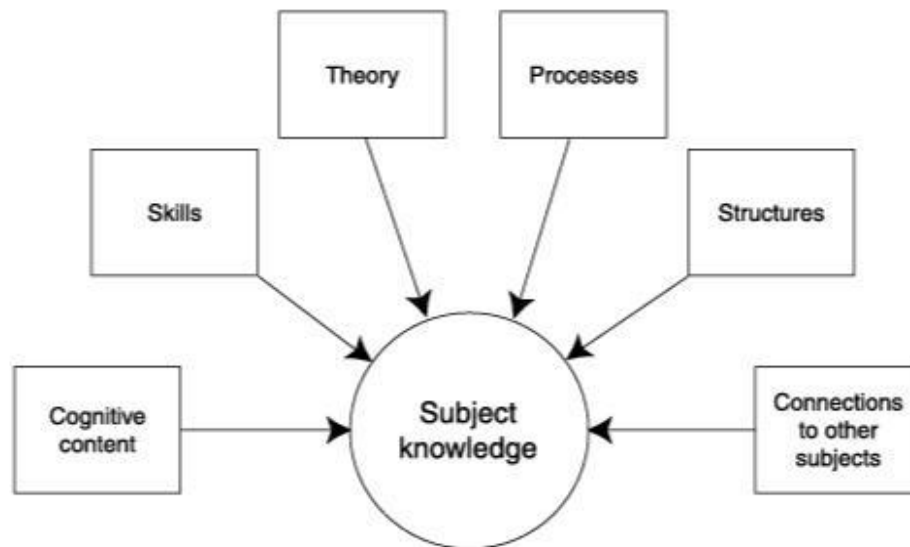 Theory
Processes
Skills
Structures
Cognitive
content
Subject
knowledge
Connections
to other
subjects